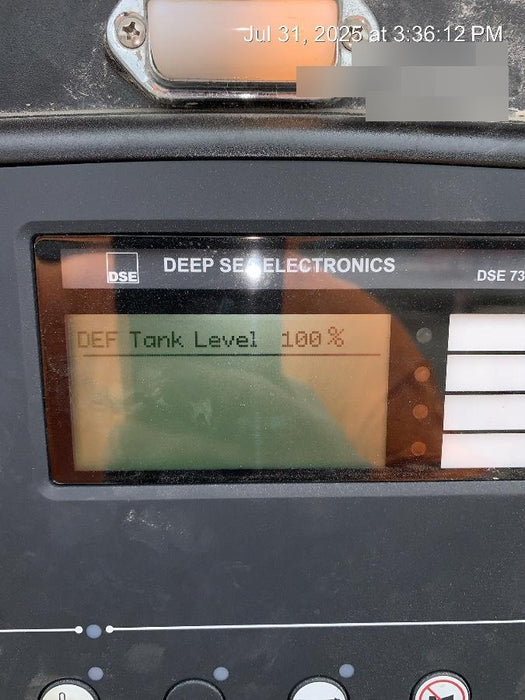 Jul 31, 2025 at 3:36:12 PM
DEEP SEA ELECTRONICS
DSE
DSE 73
DEF Tank Level 100%